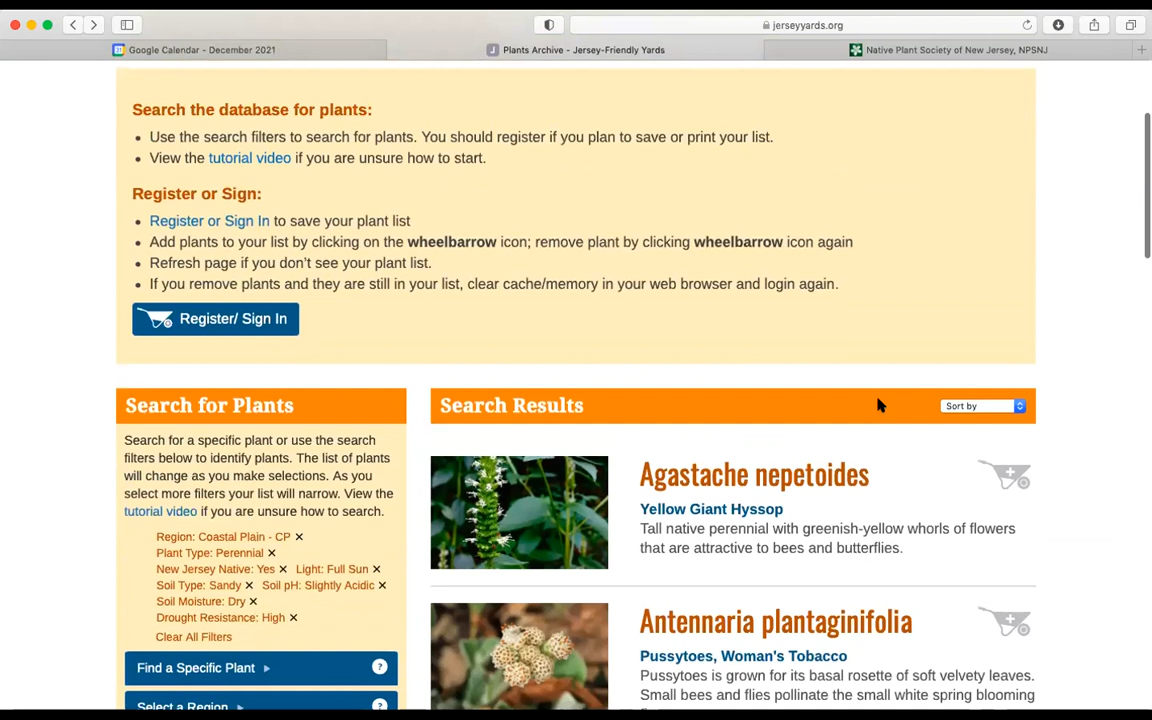 jerseyyards.org
Google Calendar - December 2021
Plants Archive - Jersey-Friendly Yards
Native Plant Society of New Jersey, NPSNJ
Search the database for plants:
Use the search filters to search for plants. You should register if you plan to save or print your list.
View the tutorial video if you are unsure how to start.
Register or Sign:
Register or Sign In to save your plant list
Add plants to your list by clicking on the wheelbarrow icon; remove plant by clicking wheelbarrow icon again
Refresh page if you don't see your plant list.
If you remove plants and they are still in your list, clear cache/memory in your web browser and login again.
Register/ Sign In
Search for Plants
Search for a specific plant or use the search
filters below to identify plants. The list of plants
will change as you make selections. As you
select more filters your list will narrow. View the
tutorial video if you are unsure how to search.
Region: Coastal Plain - CP ×
Plant Type: Perennial ×
New Jersey Native: Yes × Light: Full Sun ×
Soil Type: Sandy × Soil pH: Slightly Acidic ×
Soil Moisture: Dry ×
Drought Resistance: High ×
Clear All Filters
Find a Specific Plant ?
Select a Region ?
Search Results
Sort by
Agastache nepetoides
Yellow Giant Hyssop
Tall native perennial with greenish-yellow whorls of flowers
that are attractive to bees and butterflies.
Antennaria plantaginifolia
Pussytoes, Woman's Tobacco
Pussytoes is grown for its basal rosette of soft velvety leaves.
Small bees and flies pollinate the small white spring blooming